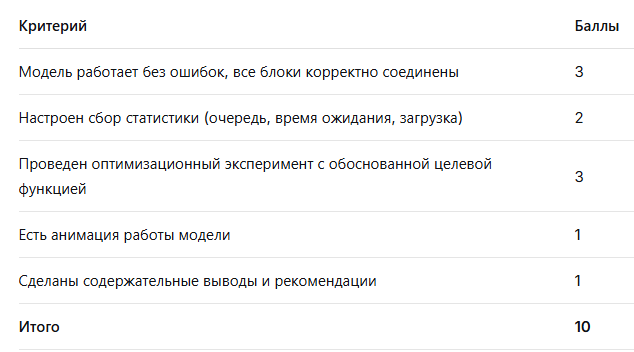 Критерий Баллы
Модель работает без ошибок, все блоки корректно соединены 3
Настроен сбор статистики (очередь, время ожидания, загрузка) 2
Проведен оптимизационный эксперимент с обоснованной целевой
функцией 3
Есть анимация работы модели 1
Сделаны содержательные выводы и рекомендации 1
Итого 10